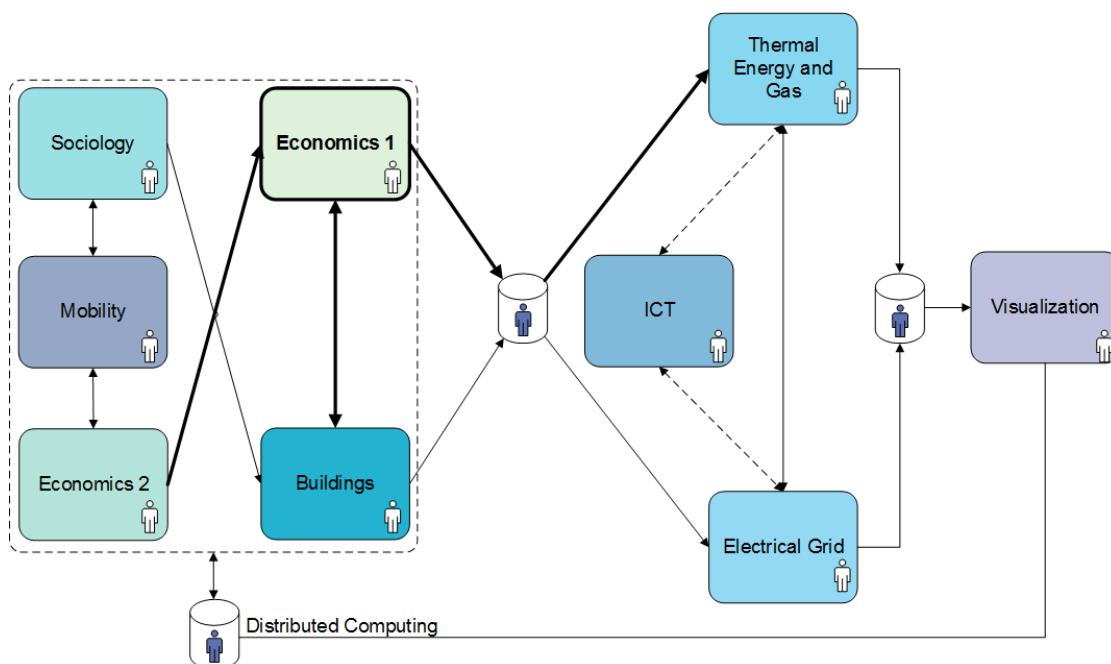 Thermal
Energy and
Gas
Sociology
Economics 1
Mobility
ICT
Visualization
Economics 2
Buildings
Electrical Grid
Distributed Computing